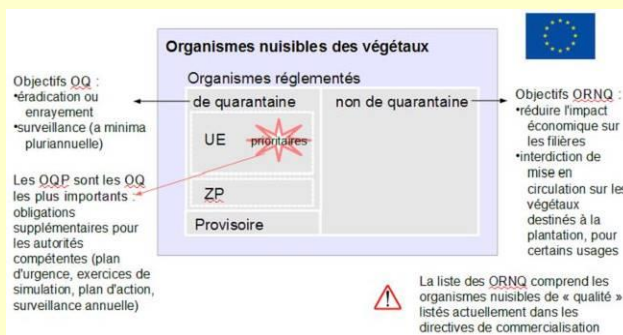 Organismes nuisibles des végétaux
Organismes réglementés
de quarantaine
non de quarantaine
UE
prioritaires
ZP
Provisoire
Objectifs OQ :
•éradication ou
enrayement
•surveillance (a minima
pluriannuelle)
Les OQP sont les OQ
les plus importants :
obligations
supplémentaires pour
les autorités
compétentes (plan
d'urgence, exercices de
simulation, plan d'action,
surveillance annuelle)
Objectifs ORNQ :
•réduire l'impact
économique sur
les filières
•interdiction de
mise en
circulation sur les
végétaux
destinés à la
plantation, pour
certains usages
La liste des ORNQ comprend les
organismes nuisibles de « qualité »
listés actuellement dans les
directives de commercialisation